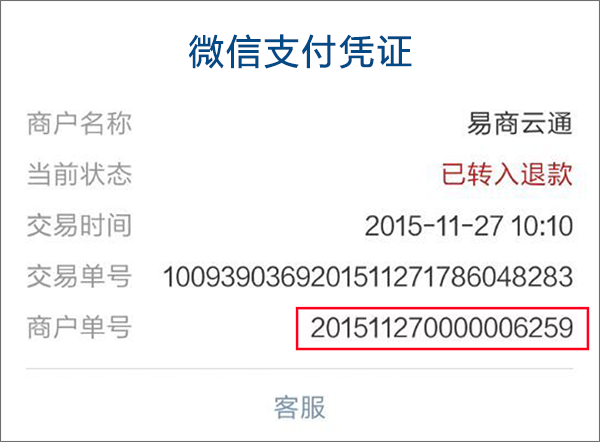 微信支付凭证
商户名称 易商云通
当前状态 已转入退款
交易时间 2015-11-27 10:10
交易单号 1009390369201511271786048283
商户单号 201511270000006259
客服